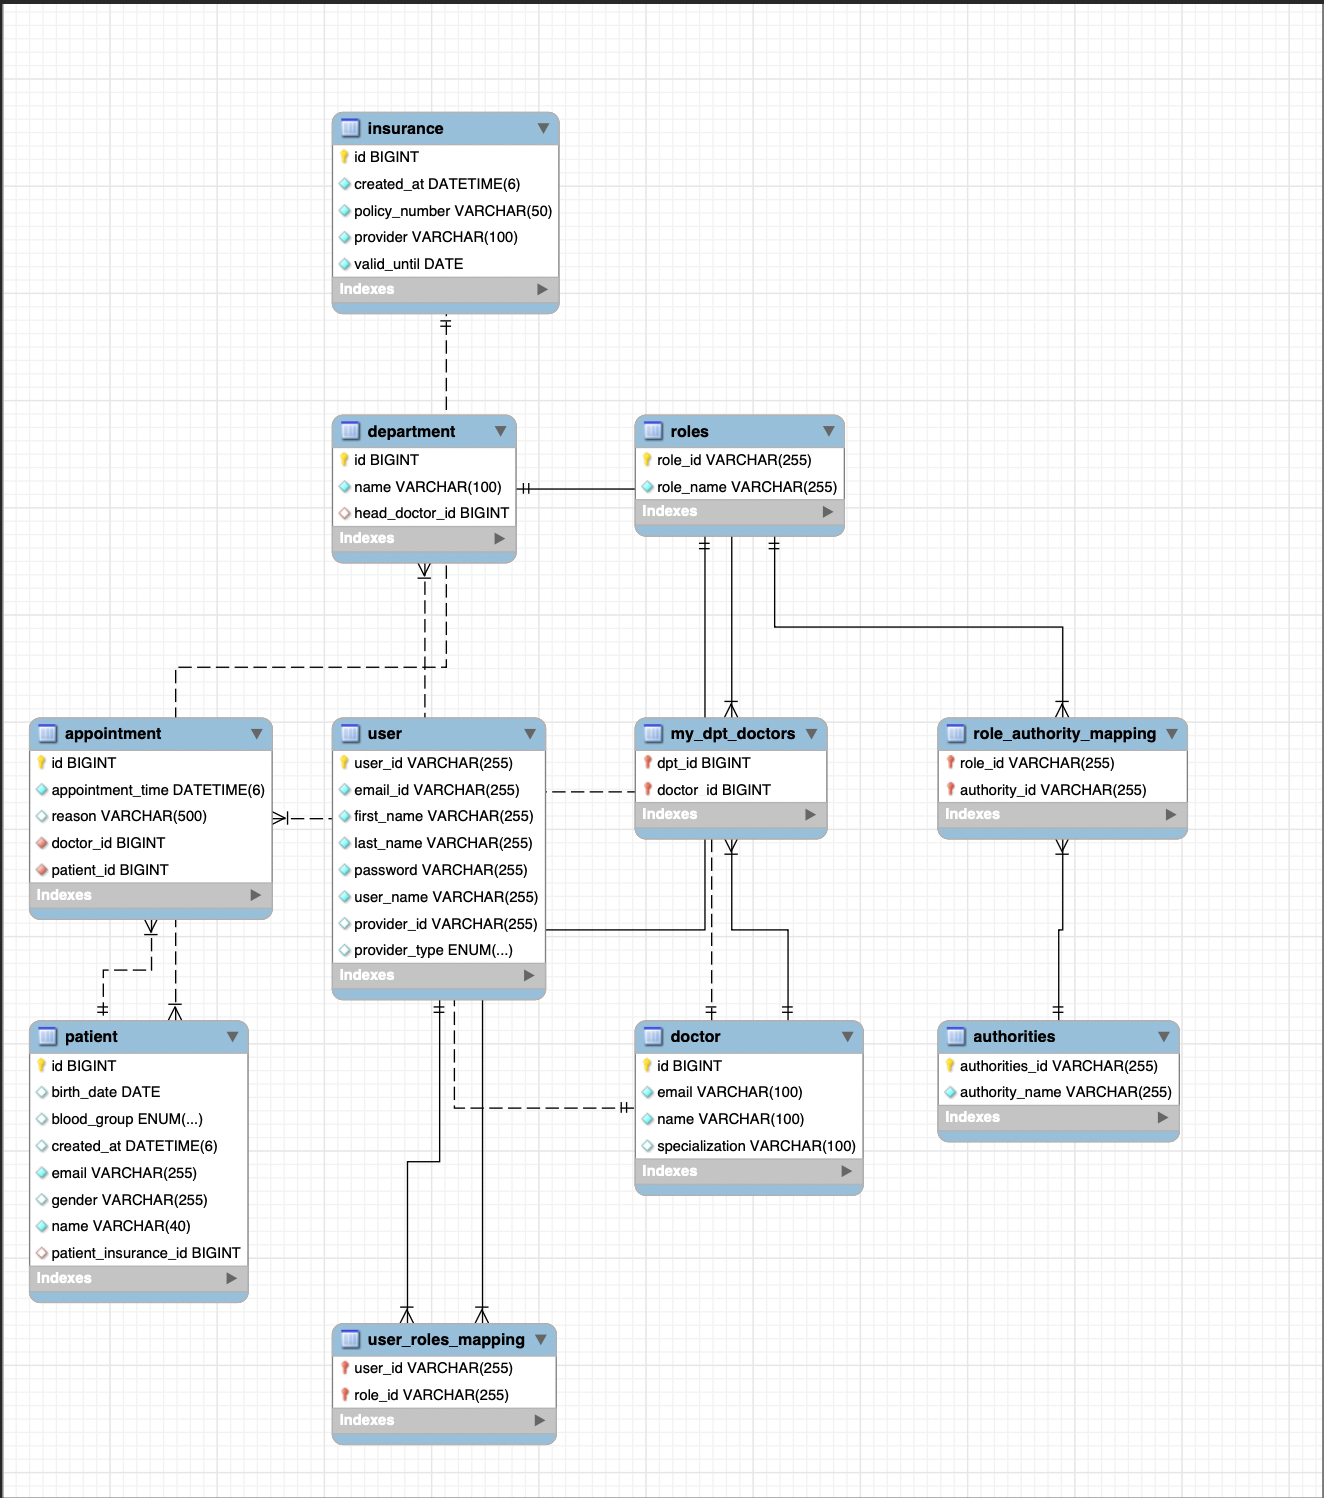 insurance
id BIGINT
created_at DATETIME(6)
policy_number VARCHAR(50)
provider VARCHAR(100)
valid_until DATE
Indexes
department
id BIGINT
name VARCHAR(100)
head_doctor_id BIGINT
Indexes
roles
role_id VARCHAR(255)
role_name VARCHAR(255)
Indexes
appointment
id BIGINT
appointment_time DATETIME(6)
reason VARCHAR(500)
doctor_id BIGINT
patient_id BIGINT
Indexes
user
user_id VARCHAR(255)
email_id VARCHAR(255)
first_name VARCHAR(255)
last_name VARCHAR(255)
password VARCHAR(255)
user_name VARCHAR(255)
provider_id VARCHAR(255)
provider_type ENUM(...)
Indexes
my_dpt_doctors
dpt_id BIGINT
doctor_id BIGINT
Indexes
role_authority_mapping
role_id VARCHAR(255)
authority_id VARCHAR(255)
Indexes
patient
id BIGINT
birth_date DATE
blood_group ENUM(...)
created_at DATETIME(6)
email VARCHAR(255)
gender VARCHAR(255)
name VARCHAR(40)
patient_insurance_id BIGINT
Indexes
doctor
id BIGINT
email VARCHAR(100)
name VARCHAR(100)
specialization VARCHAR(100)
Indexes
authorities
authorities_id VARCHAR(255)
authority_name VARCHAR(255)
Indexes
user_roles_mapping
user_id VARCHAR(255)
role_id VARCHAR(255)
Indexes